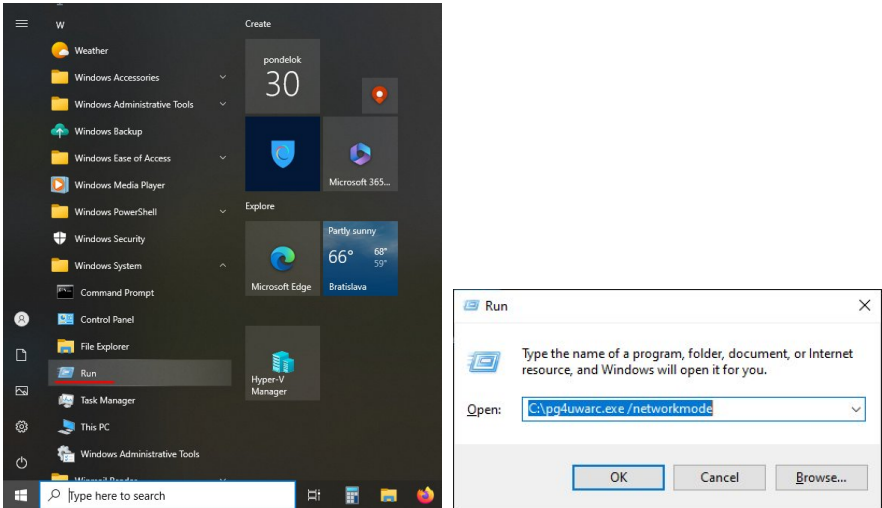 W
Weather
Windows Accessories
Windows Administrative Tools
Windows Backup
Windows Ease of Access
Windows Media Player
Windows PowerShell
Windows Security
Windows System
Command Prompt
Control Panel
File Explorer
Run
Task Manager
This PC
Windows Administrative Tools
Type here to search
Create
pondelok
30
Microsoft 365...
Explore
Microsoft Edge
Partly sunny
66° 68°
59°
Bratislava
Hyper-V
Manager
Run
Type the name of a program, folder, document, or Internet
resource, and Windows will open it for you.
Open: C:\pg4uwarc.exe /networkmode
OK Cancel Browse...